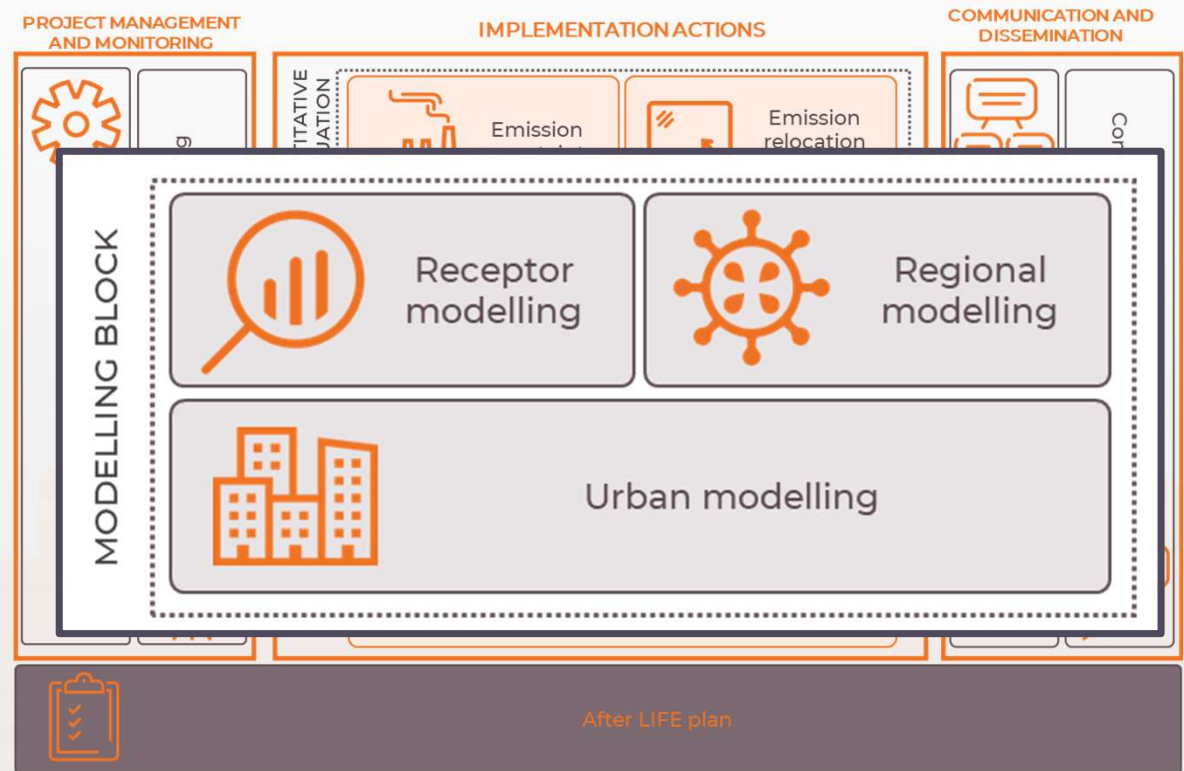 PROJECT MANAGEMENT
AND MONITORING
IMPLEMENTATION ACTIONS
COMMUNICATION AND
DISSEMINATION
Emission
Emission
relocation
MODELLING BLOCK
Receptor
modelling
Regional
modelling
Urban modelling
After LIFE plan